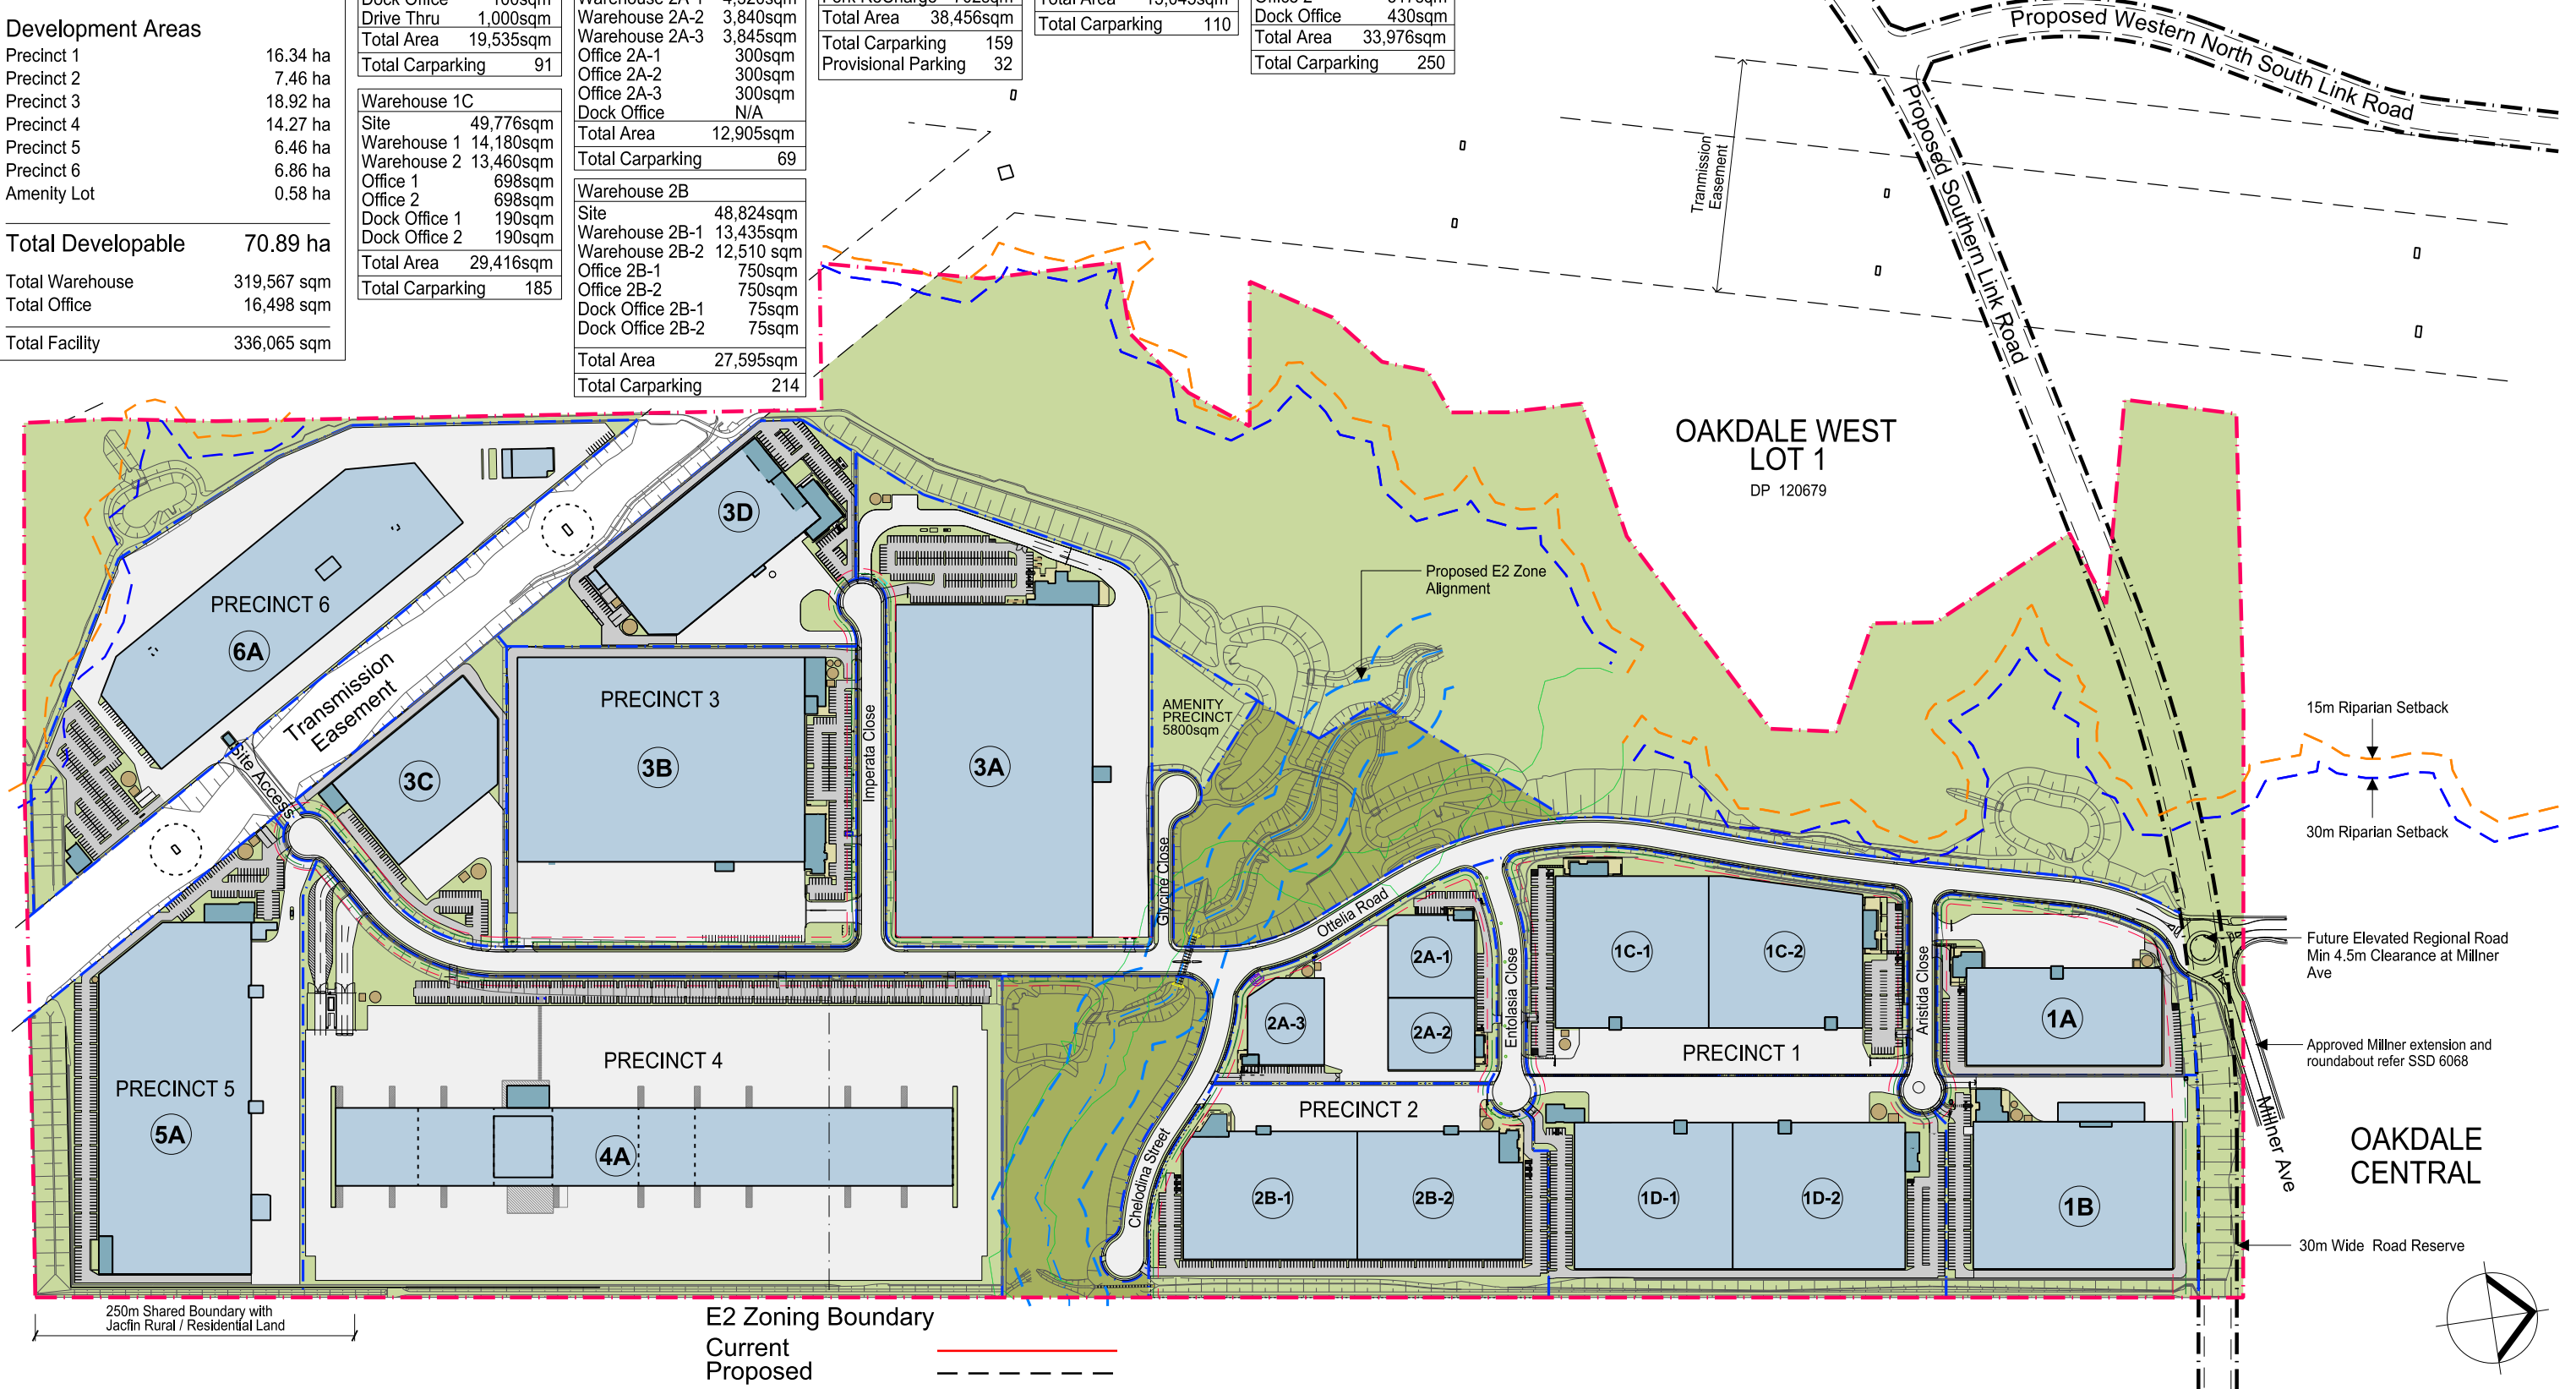 Development Areas
Precinct 1 16.34 ha
Precinct 2 7.46 ha
Precinct 3 18.92 ha
Precinct 4 14.27 ha
Precinct 5 6.46 ha
Precinct 6 6.86 ha
Amenity Lot 0.58 ha
Total Developable 70.89 ha
Total Warehouse 319,567 sqm
Total Office 16,498 sqm
Total Facility 336,065 sqm
Dock Office 160sqm
Drive Thru 1,000sqm
Total Area 19,535sqm
Total Carparking 91
Warehouse 1C
Site 49,776sqm
Warehouse 1 14,180sqm
Warehouse 2 13,460sqm
Office 1 698sqm
Office 2 698sqm
Dock Office 1 190sqm
Dock Office 2 190sqm
Total Area 29,416sqm
Total Carparking 185
Warehouse 2A-1 4,320sqm
Warehouse 2A-2 3,840sqm
Warehouse 2A-3 3,845sqm
Office 2A-1 300sqm
Office 2A-2 300sqm
Office 2A-3 300sqm
Dock Office N/A
Total Area 12,905sqm
Total Carparking 69
Warehouse 2B
Site 48,824sqm
Warehouse 2B-1 13,435sqm
Warehouse 2B-2 12,510 sqm
Office 2B-1 750sqm
Office 2B-2 750sqm
Dock Office 2B-1 75sqm
Dock Office 2B-2 75sqm
Total Area 27,595sqm
Total Carparking 214
Total Area 38,456sqm
Total Carparking 159
Provisional Parking 32
Total Area
Total Carparking 110
Dock Office 430sqm
Total Area 33,976sqm
Total Carparking 250
Proposed Western North South Link Road
Proposed Southern Link Road
Tranmission
Easement
OAKDALE WEST
LOT 1
DP 120679
Proposed E2 Zone
Alignment
3D
PRECINCT 6
6A
Transmission
Easement
Site Access
3C
PRECINCT 3
3B
Imperata Close
3A
AMENITY
PRECINCT
5800sqm
Glycine Close
Ottelia Road
15m Riparian Setback
30m Riparian Setback
2A-1
2A-2
2A-3
Entolasia Close
1C-1
1C-2
PRECINCT 1
Aristida Close
1A
Future Elevated Regional Road
Min 4.5m Clearance at Millner
Ave
Approved Millner extension and
roundabout refer SSD 6068
Millner Ave
OAKDALE
CENTRAL
30m Wide Road Reserve
PRECINCT 5
5A
PRECINCT 4
4A
Chelodina Street
PRECINCT 2
2B-1
2B-2
1D-1
1D-2
1B
250m Shared Boundary with
Jacfin Rural / Residential Land
E2 Zoning Boundary
Current
Proposed